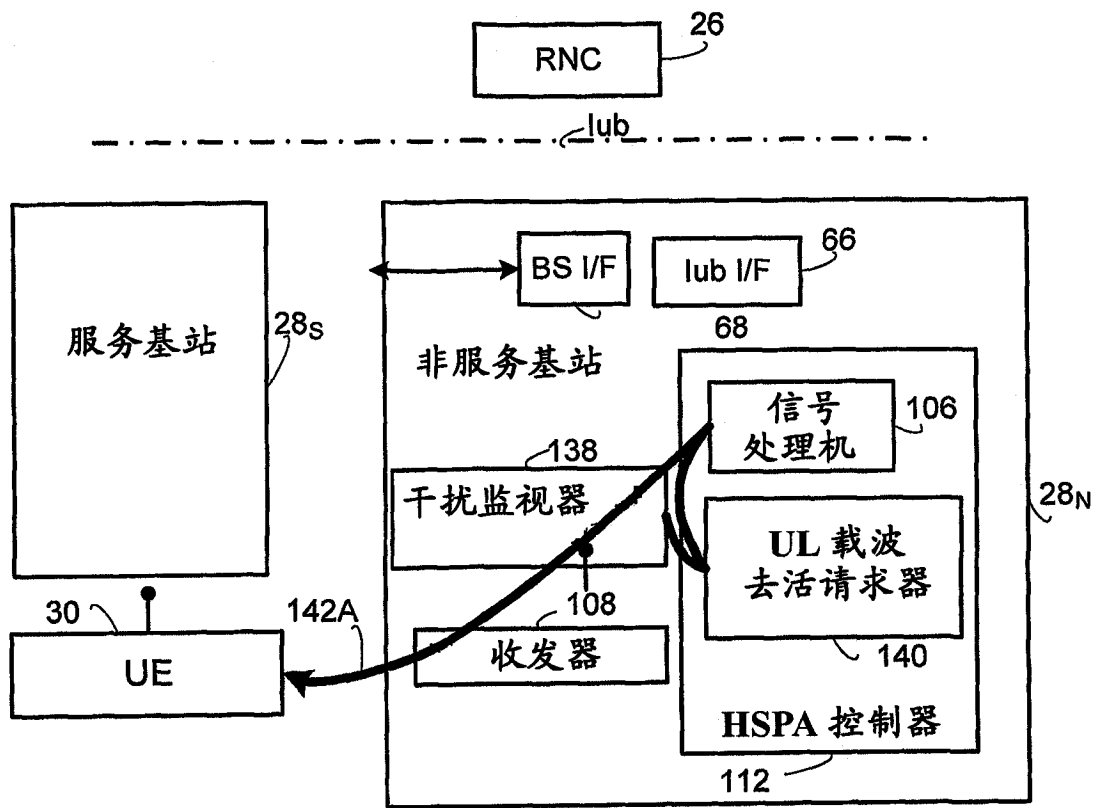 26
RNC
Iub
BS I/F
Iub I/F
66
68
服务基站
28S
非服务基站
信号
处理机
106
138
干扰监视器
28N
UL 载波
去活请求器
30
142A
108
收发器
140
UE
HSPA 控制器
112